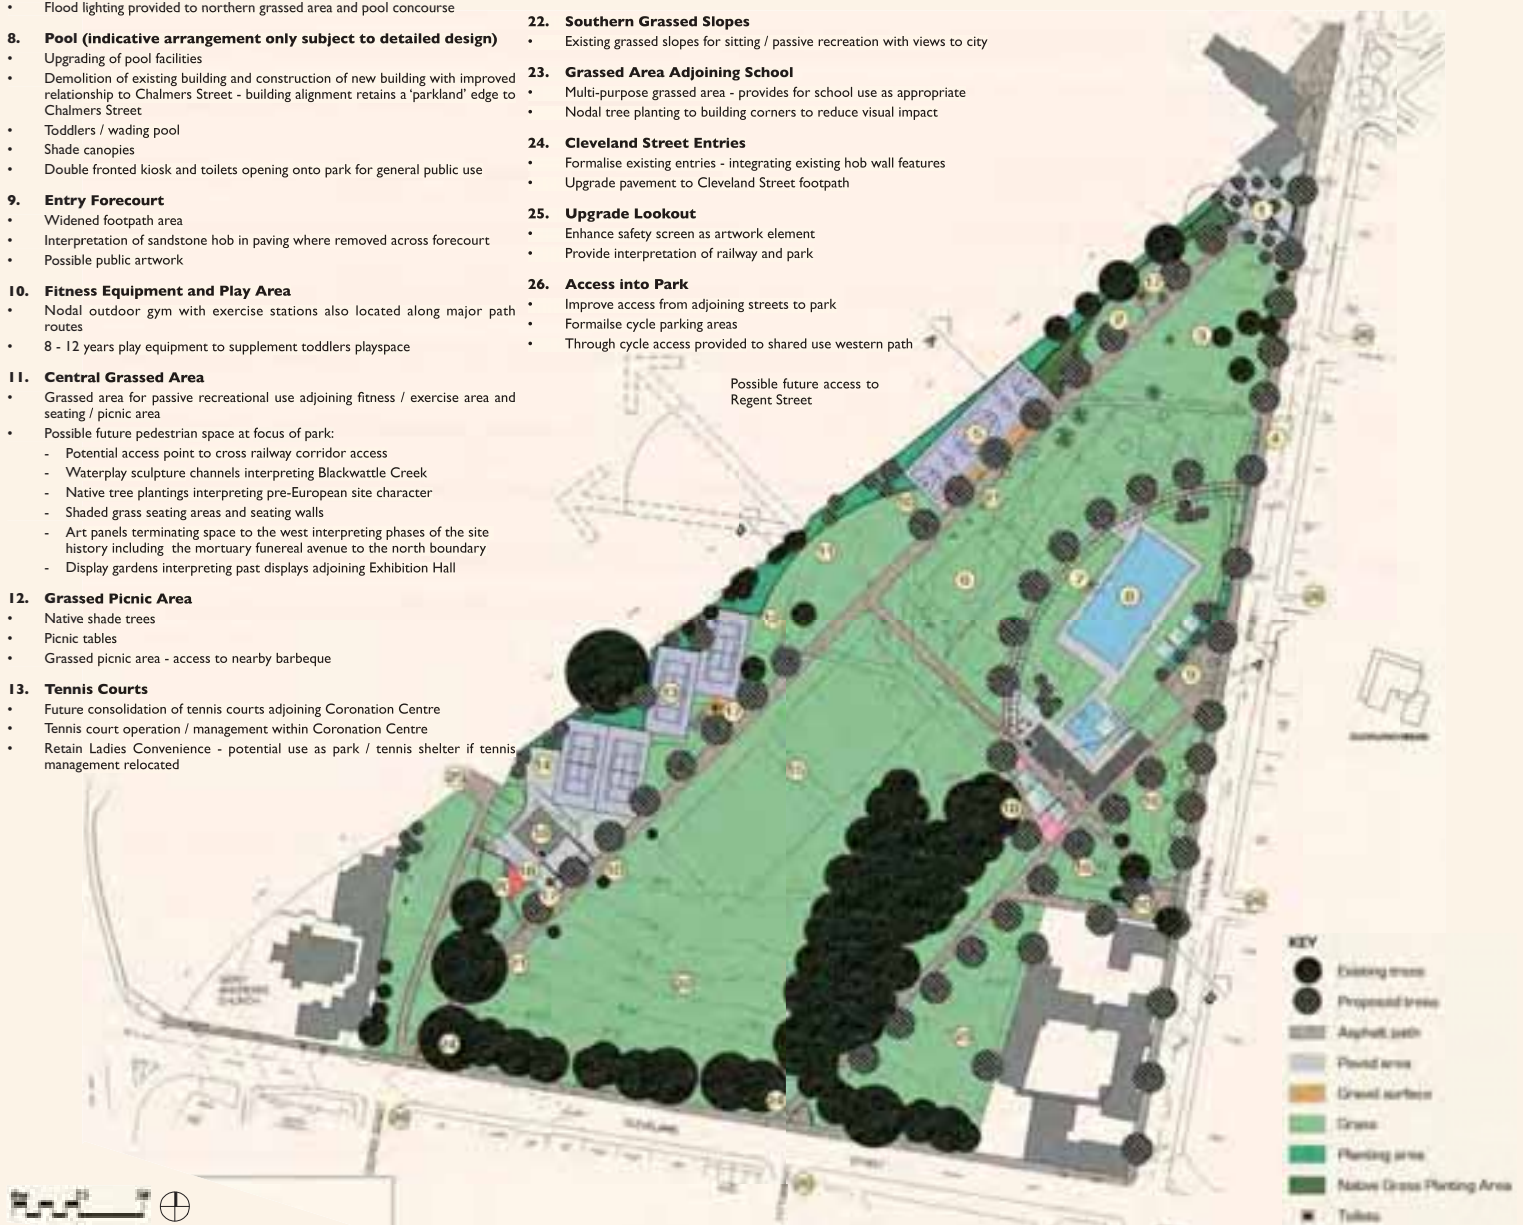 • Flood lighting provided to northern grassed area and pool concourse
8. Pool (indicative arrangement only subject to detailed design)
• Upgrading of pool facilities
• Demolition of existing building and construction of new building with improved
relationship to Chalmers Street - building alignment retains a ‘parkland’ edge to
Chalmers Street
• Toddlers / wading pool
• Shade canopies
• Double fronted kiosk and toilets opening onto park for general public use
9. Entry Forecourt
• Widened footpath area
• Interpretation of sandstone hob in paving where removed across forecourt
• Possible public artwork
10. Fitness Equipment and Play Area
• Nodal outdoor gym with exercise stations also located along major path
routes
• 8 - 12 years play equipment to supplement toddlers playspace
11. Central Grassed Area
• Grassed area for passive recreational use adjoining fitness / exercise area and
seating / picnic area
• Possible future pedestrian space at focus of park:
- Potential access point to cross railway corridor access
- Waterplay sculpture channels interpreting Blackwattle Creek
- Native tree plantings interpreting pre-European site character
- Shaded grass seating areas and seating walls
- Art panels terminating space to the west interpreting phases of the site
history including the mortuary funereal avenue to the north boundary
- Display gardens interpreting past displays adjoining Exhibition Hall
12. Grassed Picnic Area
• Native shade trees
• Picnic tables
• Grassed picnic area - access to nearby barbeque
13. Tennis Courts
• Future consolidation of tennis courts adjoining Coronation Centre
• Tennis court operation / management within Coronation Centre
• Retain Ladies Convenience - potential use as park / tennis shelter if tennis
management relocated
22. Southern Grassed Slopes
• Existing grassed slopes for sitting / passive recreation with views to city
23. Grassed Area Adjoining School
• Multi-purpose grassed area - provides for school use as appropriate
• Nodal tree planting to building corners to reduce visual impact
24. Cleveland Street Entries
• Formalise existing entries - integrating existing hob wall features
• Upgrade pavement to Cleveland Street footpath
25. Upgrade Lookout
• Enhance safety screen as artwork element
• Provide interpretation of railway and park
26. Access into Park
• Improve access from adjoining streets to park
• Formailse cycle parking areas
• Through cycle access provided to shared use western path
Possible future access to
Regent Street
5
6
7
8
9
13
14
CLEVELAND
STREET
KEY
Existing trees
Proposed trees
Asphalt path
Paved area
Gravel surface
Grass
Planting area
Native Grass Planting Area
Toilets